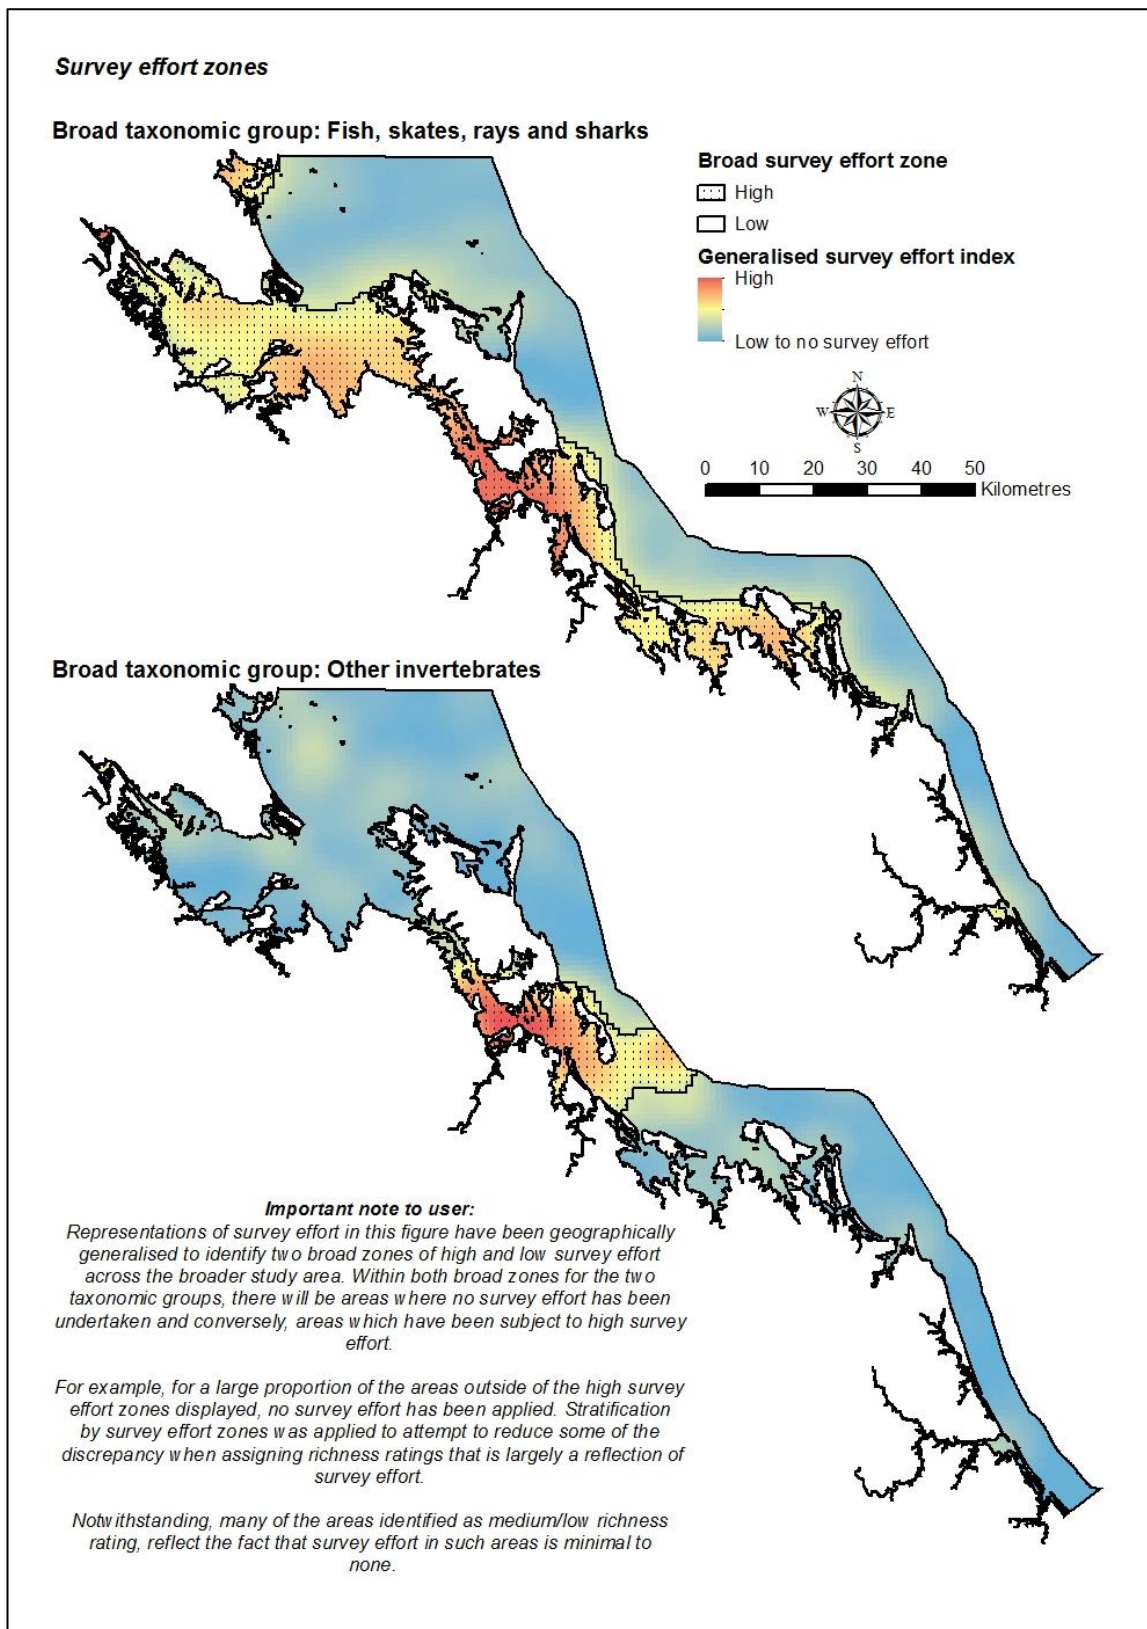 Survey effort zones
Broad taxonomic group: Fish, skates, rays and sharks
Broad survey effort zone
High
Low
Generalised survey effort index
High
Low to no survey effort
N
W E
S
0 10 20 30 40 50
Kilometres
Broad taxonomic group: Other invertebrates
Important note to user:
Representations of survey effort in this figure have been geographically
generalised to identify two broad zones of high and low survey effort
across the broader study area. Within both broad zones for the two
taxonomic groups, there will be areas where no survey effort has been
undertaken and conversely, areas which have been subject to high survey
effort.
For example, for a large proportion of the areas outside of the high survey
effort zones displayed, no survey effort has been applied. Stratification
by survey effort zones was applied to attempt to reduce some of the
discrepancy when assigning richness ratings that is largely a reflection of
survey effort.
Notwithstanding, many of the areas identified as medium/low richness
rating, reflect the fact that survey effort in such areas is minimal to
none.